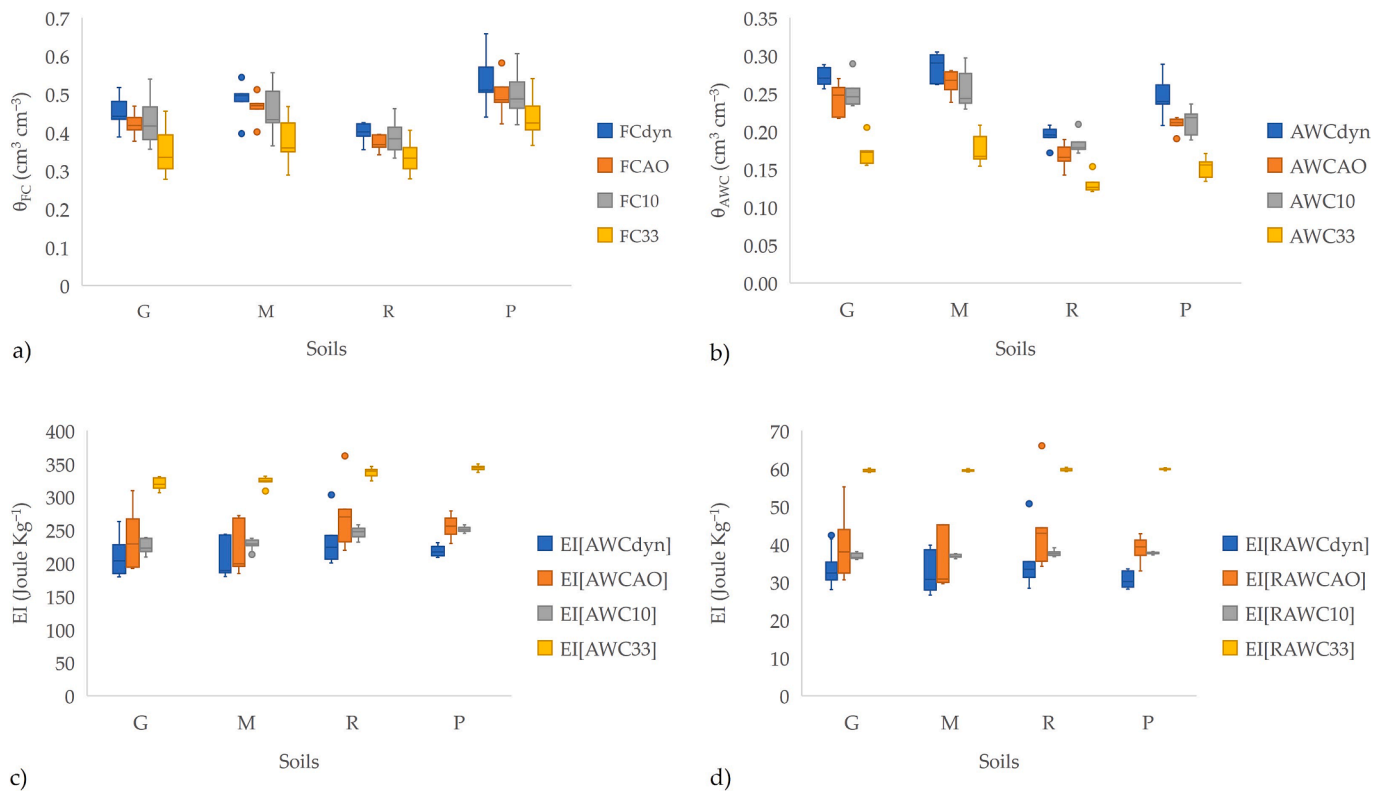 0.7
0.6
0.5
0.4
0.3
0.2
0.1
0
θFC (cm³ cm⁻³)
G M R P
Soils
FCdyn
FCAO
FC10
FC33
a)
0.35
0.30
0.25
0.20
0.15
0.10
0.05
0.00
θAWC (cm³ cm⁻³)
G M R P
Soils
AWCdyn
AWCAO
AWC10
AWC33
b)
400
350
300
250
200
150
100
50
0
EI (Joule Kg⁻¹)
G M R P
Soils
EI[AWCdyn]
EI[AWCAO]
EI[AWC10]
EI[AWC33]
c)
70
60
50
40
30
20
10
0
EI (Joule Kg⁻¹)
G M R P
Soils
EI[RAWCdyn]
EI[RAWCAO]
EI[RAWC10]
EI[RAWC33]
d)